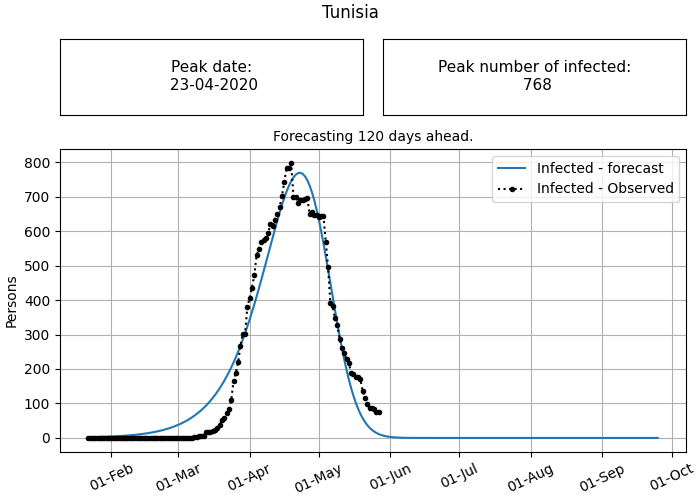 Tunisia
Peak date:
23-04-2020
Peak number of infected:
768
Forecasting 120 days ahead.
Infected - forecast
Infected - Observed
Persons
800
700
600
500
400
300
200
100
0
01-Feb
01-Mar
01-Apr
01-May
01-Jun
01-Jul
01-Aug
01-Sep
01-Oct